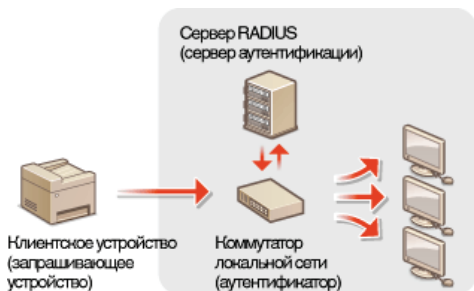 Сервер RADIUS
(сервер аутентификации)
Клиентское устройство
(запрашивающее
устройство)
Коммутатор
локальной сети
(аутентификатор)